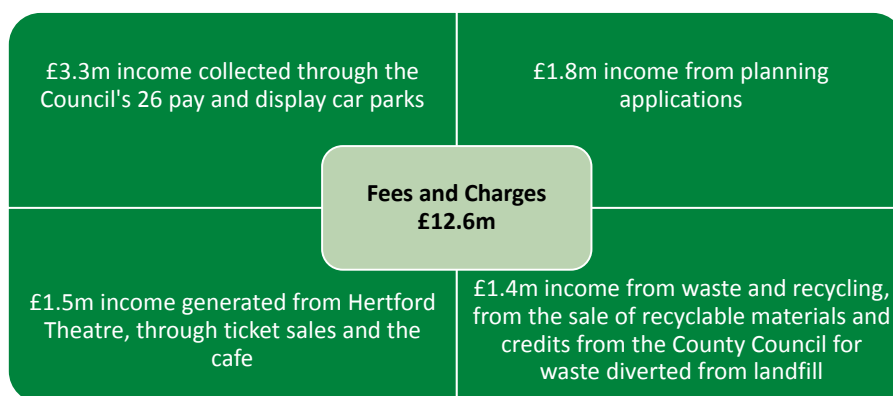 £3.3m income collected through the
Council's 26 pay and display car parks
£1.8m income from planning
applications
Fees and Charges
£12.6m
£1.5m income generated from Hertford
Theatre, through ticket sales and the
cafe
£1.4m income from waste and recycling,
from the sale of recyclable materials and
credits from the County Council for
waste diverted from landfill